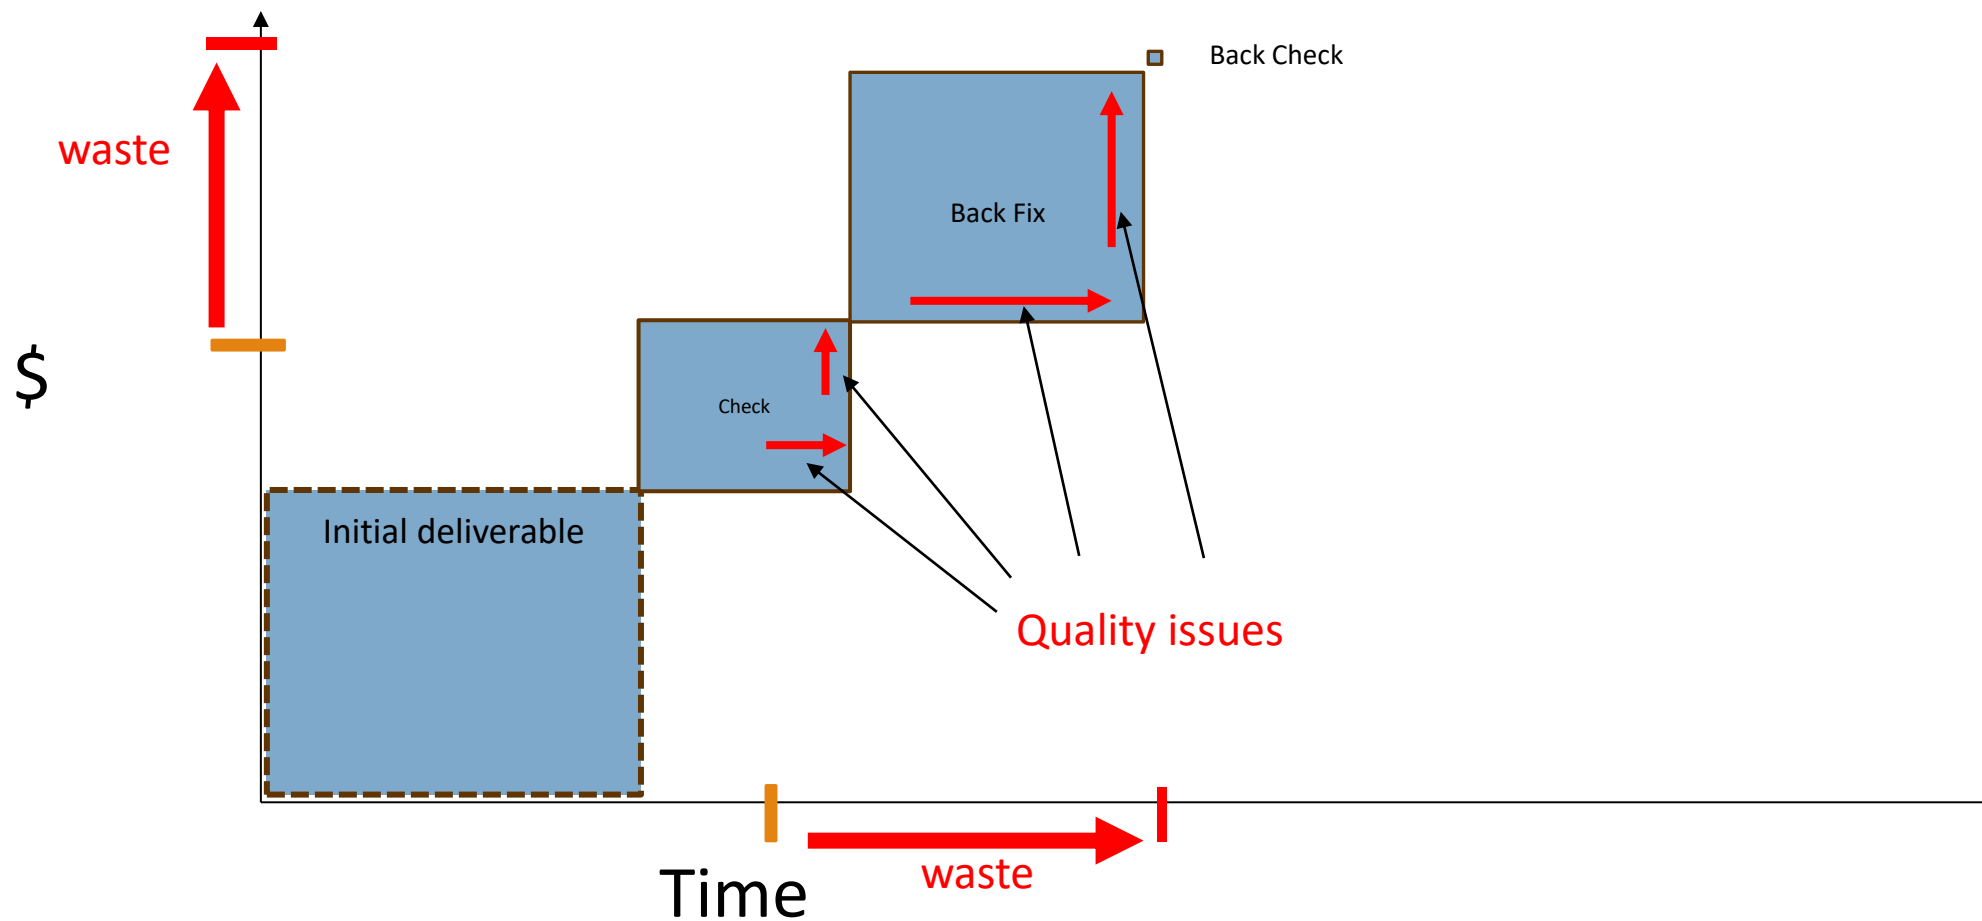 Back Check
waste
Back Fix
$
Check
Initial deliverable
Quality issues
Time
waste